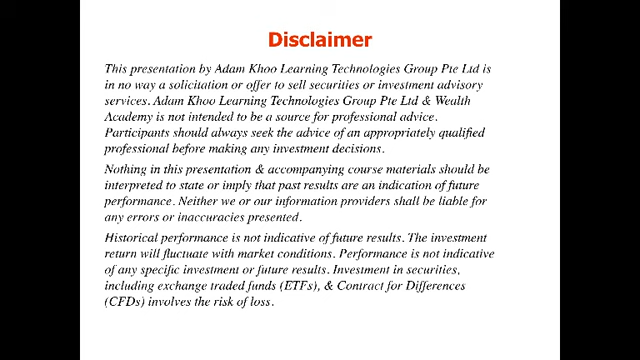 Disclaimer
This presentation by Adam Khoo Learning Technologies Group Pte Ltd is
in no way a solicitation or offer to sell securities or investment advisory
services. Adam Khoo Learning Technologies Group Pte Ltd & Wealth
Academy is not intended to be a source for professional advice.
Participants should always seek the advice of an appropriately qualified
professional before making any investment decisions.
Nothing in this presentation & accompanying course materials should be
interpreted to state or imply that past results are an indication of future
performance. Neither we or our information providers shall be liable for
any errors or inaccuracies presented.
Historical performance is not indicative of future results. The investment
return will fluctuate with market conditions. Performance is not indicative
of any specific investment or future results. Investment in securities,
including exchange traded funds (ETFs), & Contract for Differences
(CFDs) involves the risk of loss.